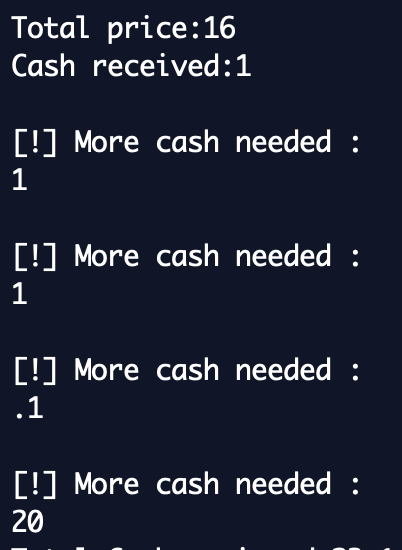 Total price:16
Cash received:1
[!] More cash needed :
1
[!] More cash needed :
1
[!] More cash needed :
.1
[!] More cash needed :
20